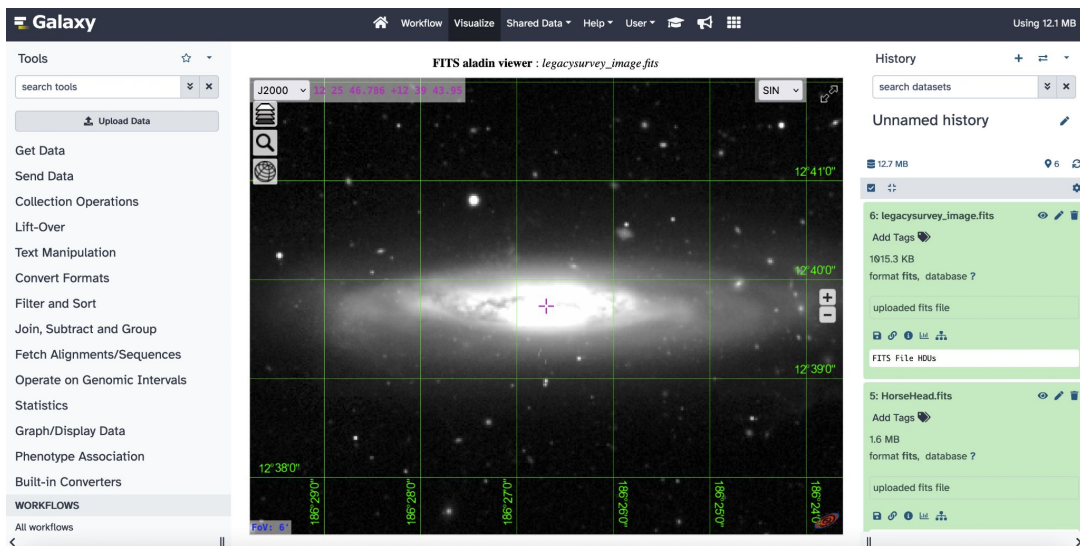 Galaxy
Workflow Visualize Shared Data Help User
Using 12.1 MB
Tools
search tools
Upload Data
Get Data
Send Data
Collection Operations
Lift-Over
Text Manipulation
Convert Formats
Filter and Sort
Join, Subtract and Group
Fetch Alignments/Sequences
Operate on Genomic Intervals
Statistics
Graph/Display Data
Phenotype Association
Built-in Converters
WORKFLOWS
All workflows
FITS aladin viewer : legacysurvey_image.fits
J2000 12 25 46.786 +12 39 43.95
SIN
12°41'0"
12°40'0"
12°39'0"
12°38'0"
186°29'0" 186°28'0" 186°27'0" 186°26'0" 186°25'0" 186°24'0"
FoV: 6'
History
search datasets
Unnamed history
12.7 MB 6
6: legacysurvey_image.fits
Add Tags
1015.3 KB
format fits, database ?
uploaded fits file
FITS File HDUs
5: HorseHead.fits
Add Tags
1.6 MB
format fits, database ?
uploaded fits file